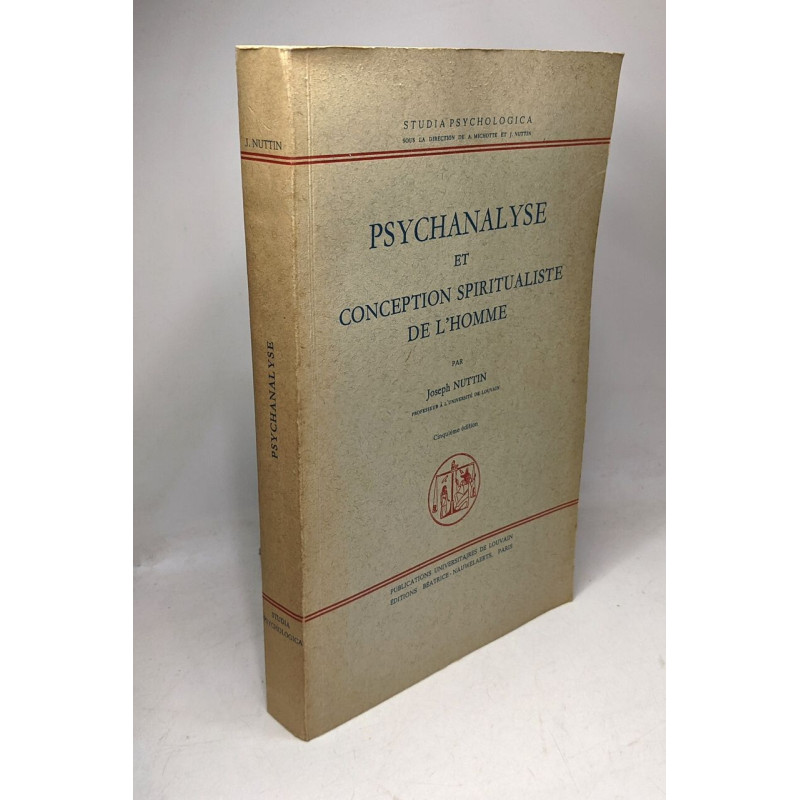 STUDIA PSYCHOLOGICA
SOUS LA DIRECTION DE A. MICHOTTE ET J. NUTTIN
PSYCHANALYSE
ET
CONCEPTION SPIRITUALISTE
DE L'HOMME
PAR
Joseph NUTTIN
PROFESSEUR À L'UNIVERSITÉ DE LOUVAIN
Cinquième édition
PUBLICATIONS UNIVERSITAIRES DE LOUVAIN
ÉDITIONS BÉATRICE-NAUWELAERTS, PARIS
J. NUTTIN
PSYCHANALYSE
STUDIA
PSYCHOLOGICA